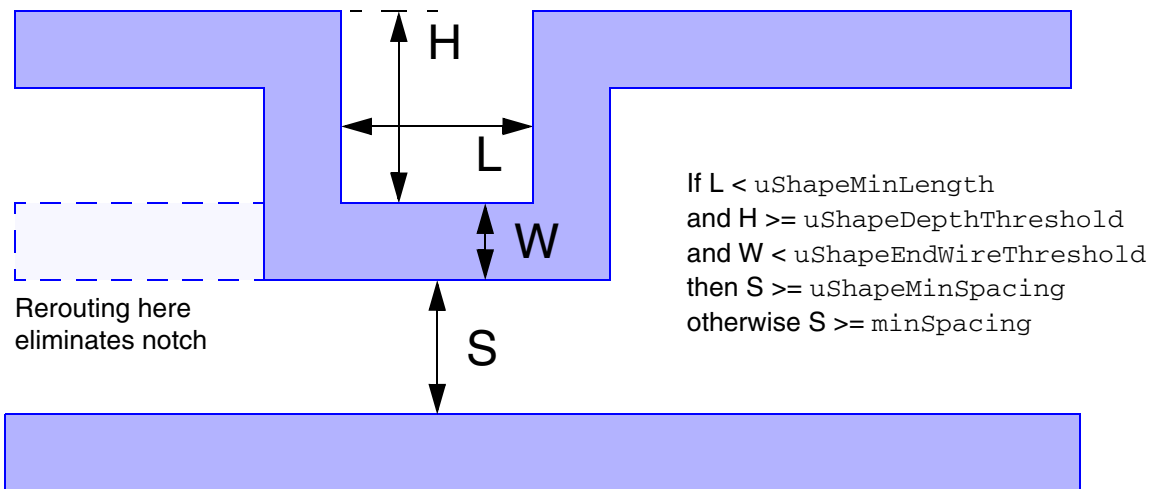 H
L
If L < uShapeMinLength
and H >= uShapeDepthThreshold
and W < uShapeEndWireThreshold
then S >= uShapeMinSpacing
otherwise S >= minSpacing
W
Rerouting here
eliminates notch
S